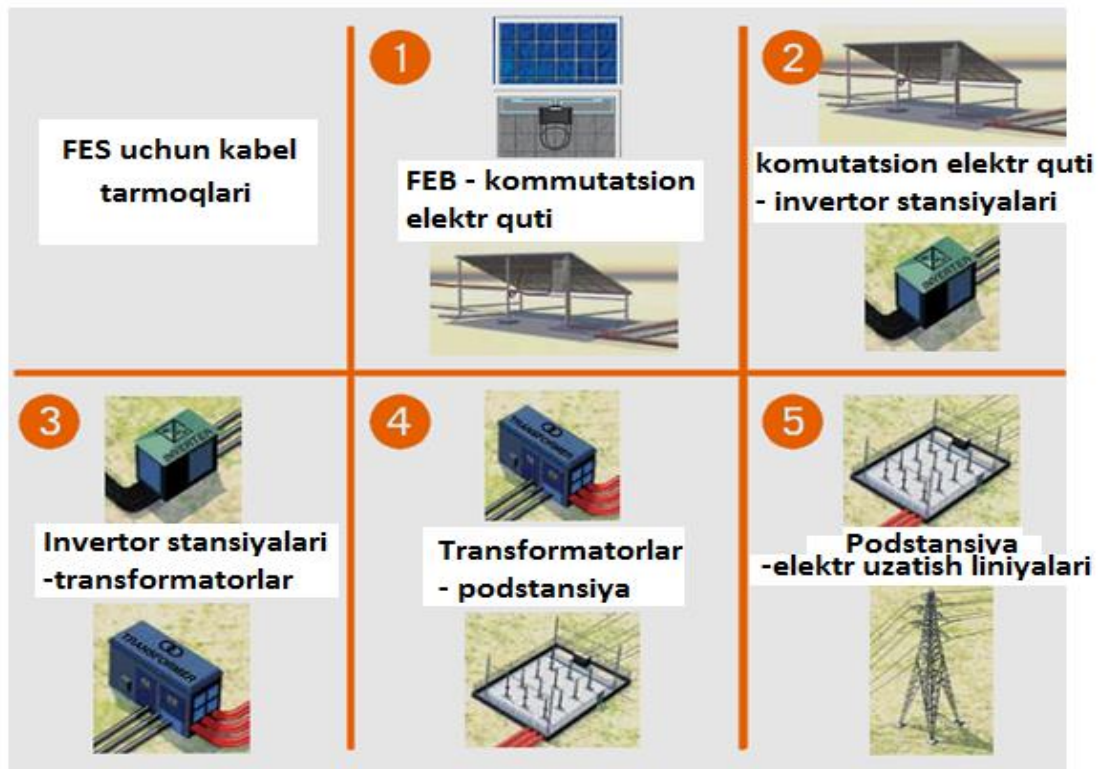 FES uchun kabel
tarmoqlari
1
FEB - kommutatsion
elektr quti
2
komutatsion elektr quti
- invertor stansiyalari
INVERTER
3
INVERTER
Invertor stansiyalari
-transformatorlar
TRANSFORMER
4
TRANSFORMER
Transformatorlar
- podstansiya
5
Podstansiya
-elektr uzatish liniyalari